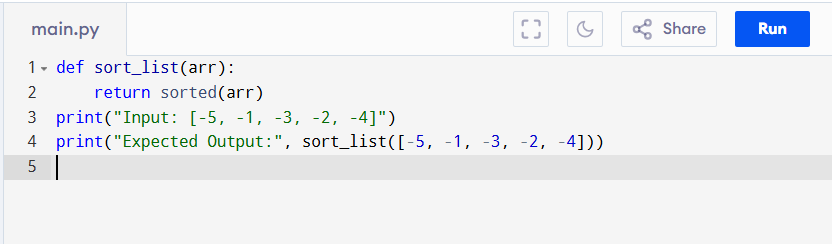 main.py Share Run
1 def sort_list(arr):
2     return sorted(arr)
3 print("Input: [-5, -1, -3, -2, -4]")
4 print("Expected Output:", sort_list([-5, -1, -3, -2, -4]))
5